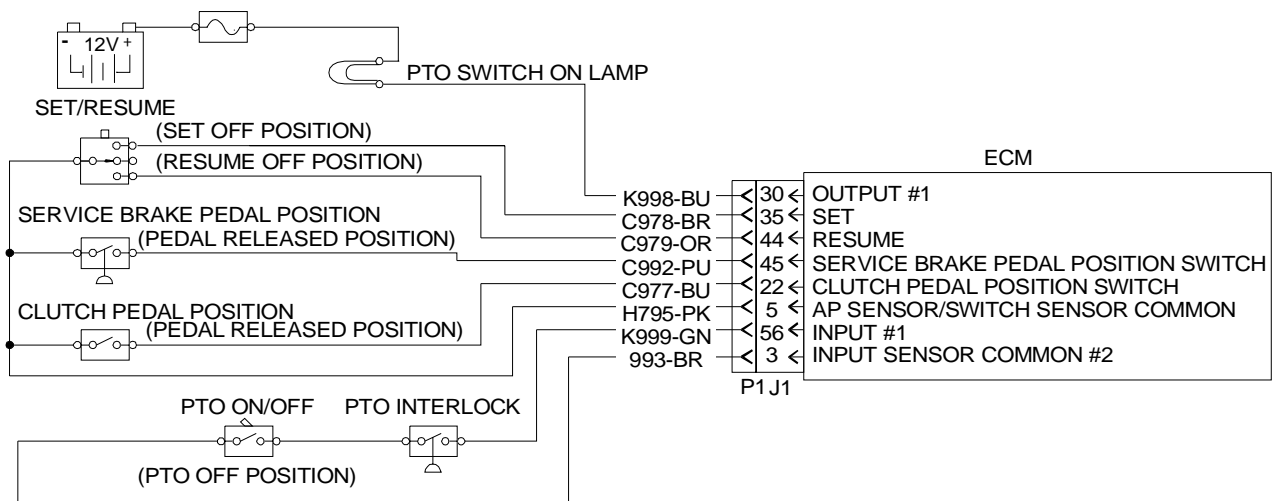 - 12V +
PTO SWITCH ON LAMP
SET/RESUME
(SET OFF POSITION)
(RESUME OFF POSITION)
ECM
K998-BU 30 OUTPUT #1
C978-BR 35 SET
C979-OR 44 RESUME
SERVICE BRAKE PEDAL POSITION
(PEDAL RELEASED POSITION)
C992-PU 45 SERVICE BRAKE PEDAL POSITION SWITCH
C977-BU 22 CLUTCH PEDAL POSITION SWITCH
CLUTCH PEDAL POSITION
(PEDAL RELEASED POSITION)
H795-PK 5 AP SENSOR/SWITCH SENSOR COMMON
K999-GN 56 INPUT #1
993-BR 3 INPUT SENSOR COMMON #2
P1 J1
PTO ON/OFF
PTO INTERLOCK
(PTO OFF POSITION)